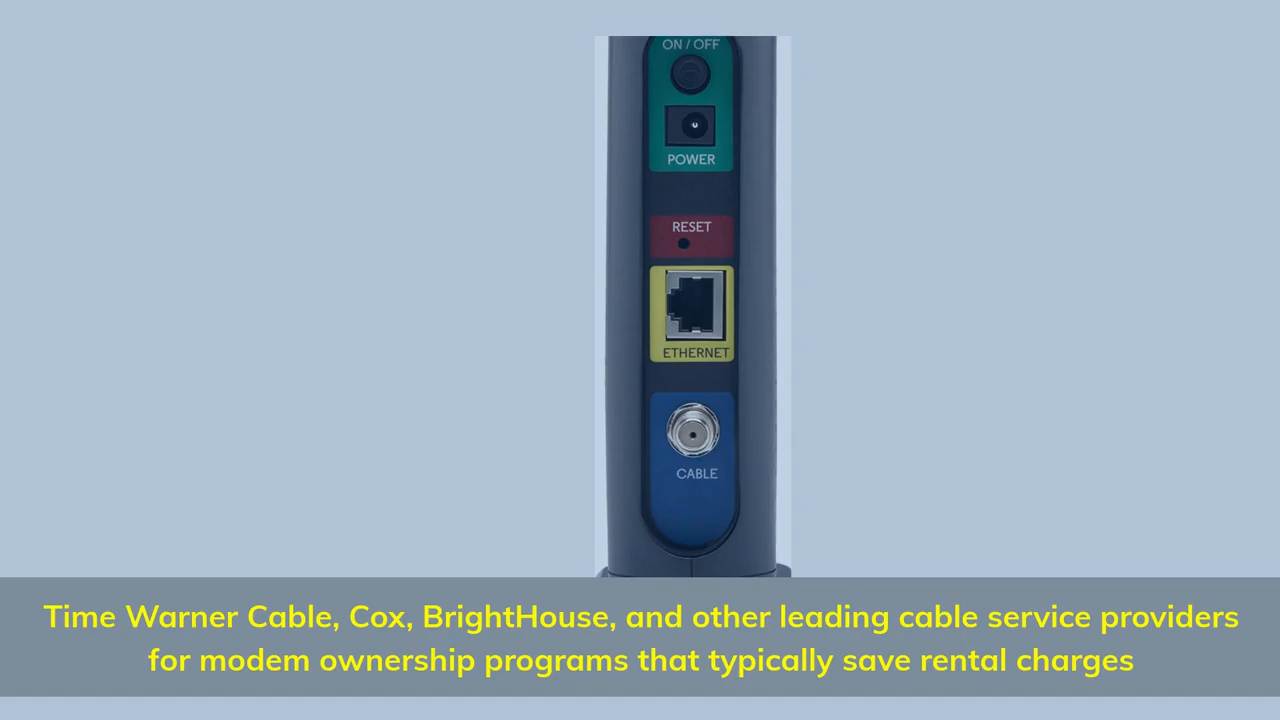 ON / OFF
POWER
RESET
ETHERNET
CABLE
Time Warner Cable, Cox, BrightHouse, and other leading cable service providers
for modem ownership programs that typically save rental charges